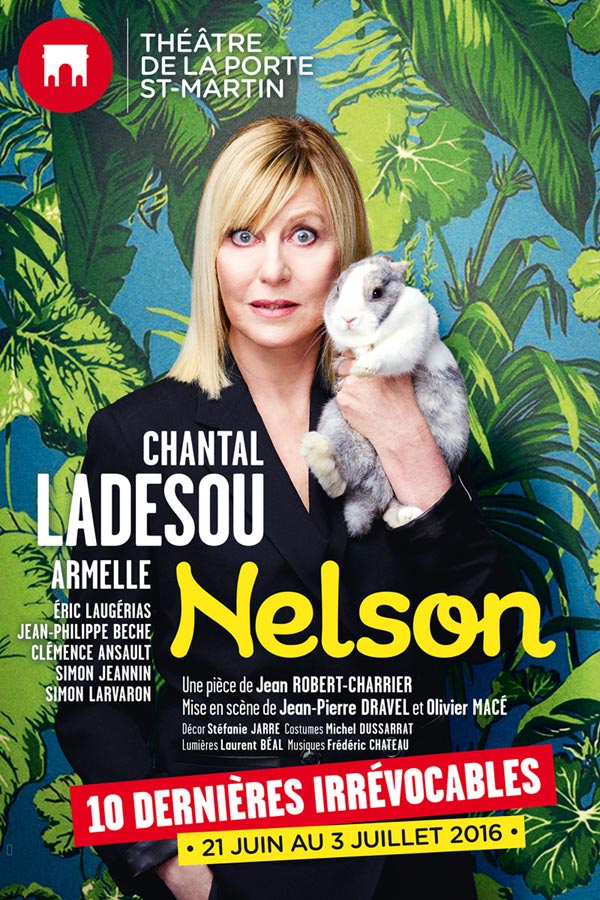 THÉÂTRE
DE LA PORTE
ST-MARTIN
CHANTAL
LADESOU
ARMELLE
ÉRIC LAUGÉRIAS
JEAN-PHILIPPE BECHE
CLÉMENCE ANSAULT
SIMON JEANNIN
SIMON LARVARON
Nelson
Une pièce de Jean ROBERT-CHARRIER
Mise en scène de Jean-Pierre DRAVEL et Olivier MACÉ
Décor Stéfanie JARRE Costumes Michel DUSSARRAT
Lumières Laurent BÉAL Musiques Frédéric CHATEAU
10 DERNIÈRES IRRÉVOCABLES
• 21 JUIN AU 3 JUILLET 2016 •